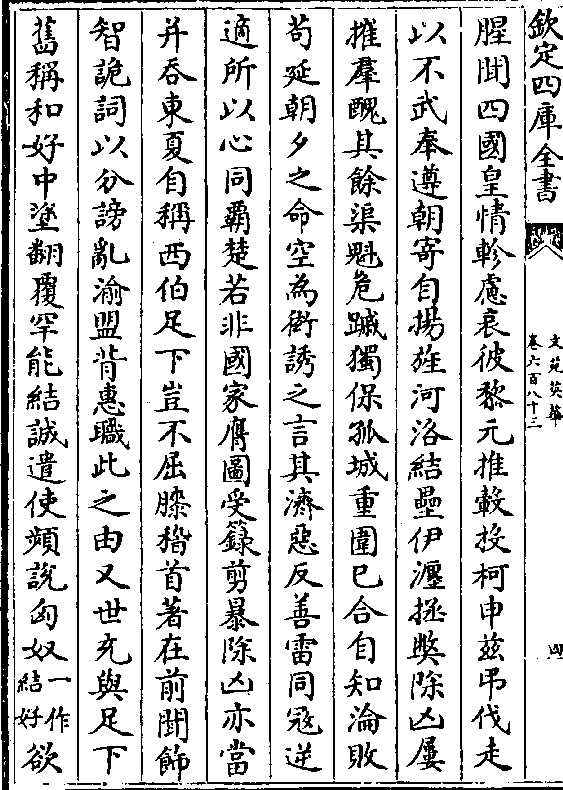 欽定四庫全書
文苑英華
卷六百八十三
四
腥聞四國皇情軫慮哀彼黎元推轂投柯申兹弔伐走
以不武奉遵朝寄自揚旌河洛結壘伊瀍拯弊除凶屢
摧羣醜其餘渠魁危蹙獨保孤城重圍已合自知淪敗
苟延朝夕之命空為衒誘之言其濟惡反善雷同冦逆
適所以心同覇楚若非國家膺圖受籙剪暴除凶亦當
并吞東夏自稱西伯足下豈不屈膝稽首著在前聞飾
智詭詞以分謗亂渝盟背惠職此之由又世充與足下
舊稱和好中塗翻覆罕能結誠遣使頻說匈奴一作結好欲